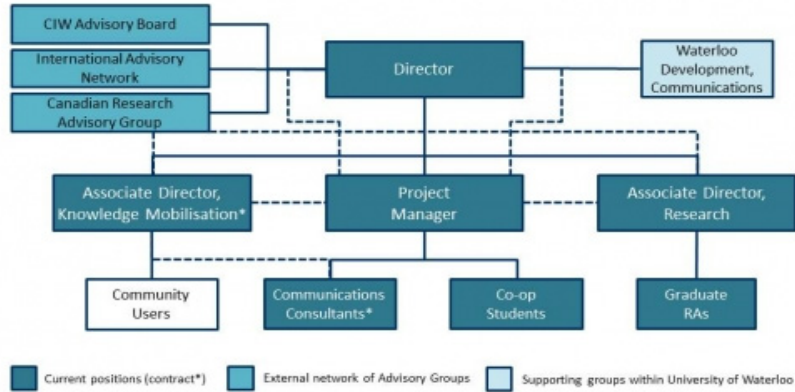 CIW Advisory Board
International Advisory
Network
Canadian Research
Advisory Group
Director
Waterloo
Development,
Communications
Associate Director,
Knowledge Mobilisation*
Project
Manager
Associate Director,
Research
Community
Users
Communications
Consultants*
Co-op
Students
Graduate
RAs
Current positions (contract*)
External network of Advisory Groups
Supporting groups within University of Waterloo